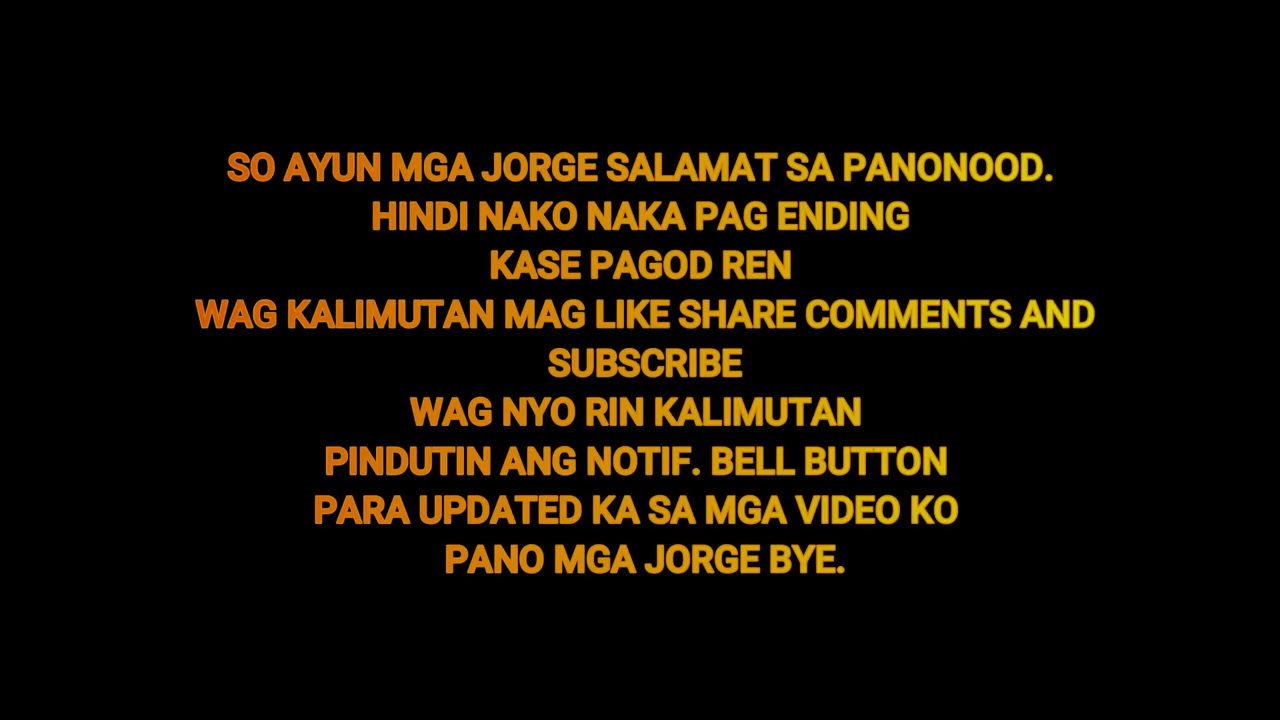 SO AYUN MGA JORGE SALAMAT SA PANONOOD.
HINDI NAKO NAKA PAG ENDING
KASE PAGOD REN
WAG KALIMUTAN MAG LIKE SHARE COMMENTS AND
SUBSCRIBE
WAG NYO RIN KALIMUTAN
PINDUTIN ANG NOTIF. BELL BUTTON
PARA UPDATED KA SA MGA VIDEO KO
PANO MGA JORGE BYE.